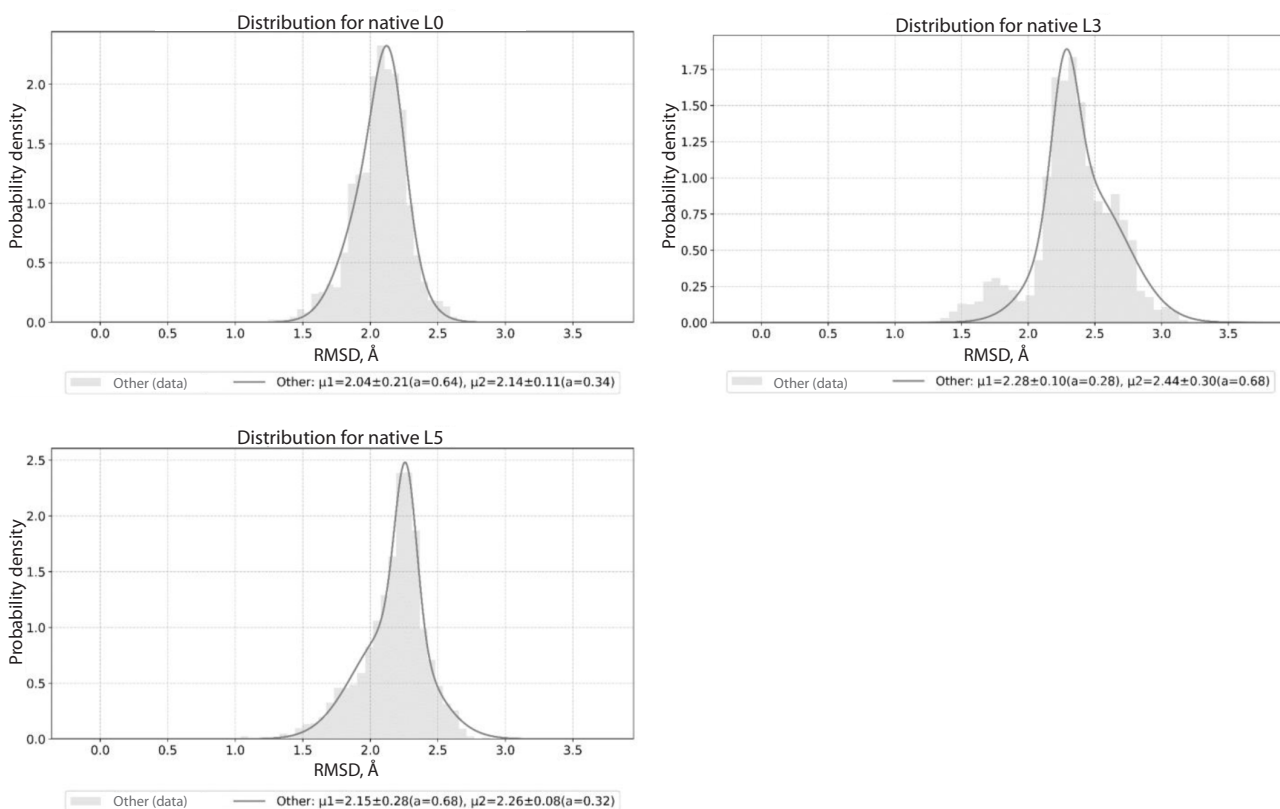 Distribution for native L0
Probability density
2.0
1.5
1.0
0.5
0.0
0.0 0.5 1.0 1.5 2.0 2.5 3.0 3.5
RMSD, Å
Other (data) Other: μ1=2.04±0.21(a=0.64), μ2=2.14±0.11(a=0.34)
Distribution for native L3
Probability density
1.75
1.50
1.25
1.00
0.75
0.50
0.25
0.00
0.0 0.5 1.0 1.5 2.0 2.5 3.0 3.5
RMSD, Å
Other (data) Other: μ1=2.28±0.10(a=0.28), μ2=2.44±0.30(a=0.68)
Distribution for native L5
Probability density
2.5
2.0
1.5
1.0
0.5
0.0
0.0 0.5 1.0 1.5 2.0 2.5 3.0 3.5
RMSD, Å
Other (data) Other: μ1=2.15±0.28(a=0.68), μ2=2.26±0.08(a=0.32)